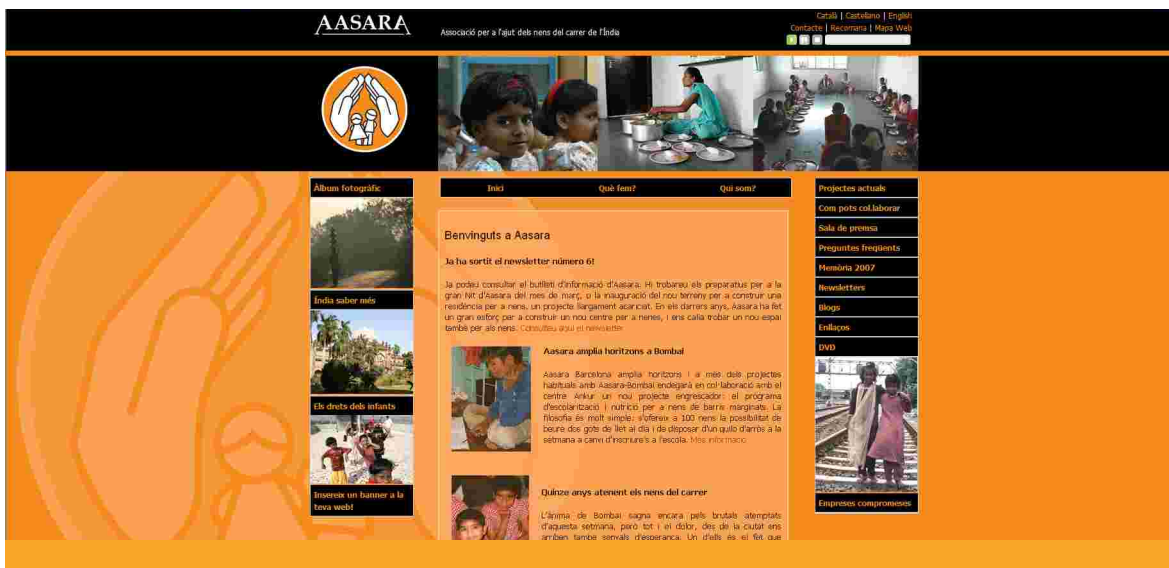 AASARA
Associació per a l'ajut dels nens del carrer de l'Índia
Català | Castellano | English
Contacte | Recomana | Mapa Web
Àlbum fotogràfic
Índia saber més
Els drets dels infants
Insereix un banner a la
teva web!
Inici Què fem? Qui som?
Benvinguts a Aasara
Ja ha sortit el newsletter número 6!
Ja podeu consultar el butlletí d'informació d'Aasara. Hi trobareu els preparatius per a la
gran Nit d'Aasara del mes de març, o la inauguració del nou terreny per a construir una
residència per a nens, un projecte llargament acariciat. En els darrers anys, Aasara ha fet
un gran esforç per a construir un nou centre per a nenes, i ens calia trobar un nou espai
també per als nens. Consulteu aquí el newsletter
Aasara amplia horitzons a Bombai
Aasara Barcelona amplia horitzons i a més dels projectes
habituals amb Aasara-Bombai endegarà en col·laboració amb el
centre Ankur un nou projecte engrescador: el programa
d'escolarització i nutrició per a nens de barris marginats. La
filosofia és molt simple: s'ofereix a 100 nens la possibilitat de
beure dos gots de llet al dia i de disposar d'un quilo d'arròs a la
setmana a canvi d'inscriure's a l'escola. Més informació
Quinze anys atenent els nens del carrer
L'ànima de Bombai sagna encara pels brutals atemptats
d'aquesta setmana, però tot i el dolor, des de la ciutat ens
arriben també senyals d'esperança. Un d'ells és el fet que
Projectes actuals
Com pots col.laborar
Sala de premsa
Preguntes freqüents
Memòria 2007
Newsletters
Blogs
Enllaços
DVD
Empreses compromeses